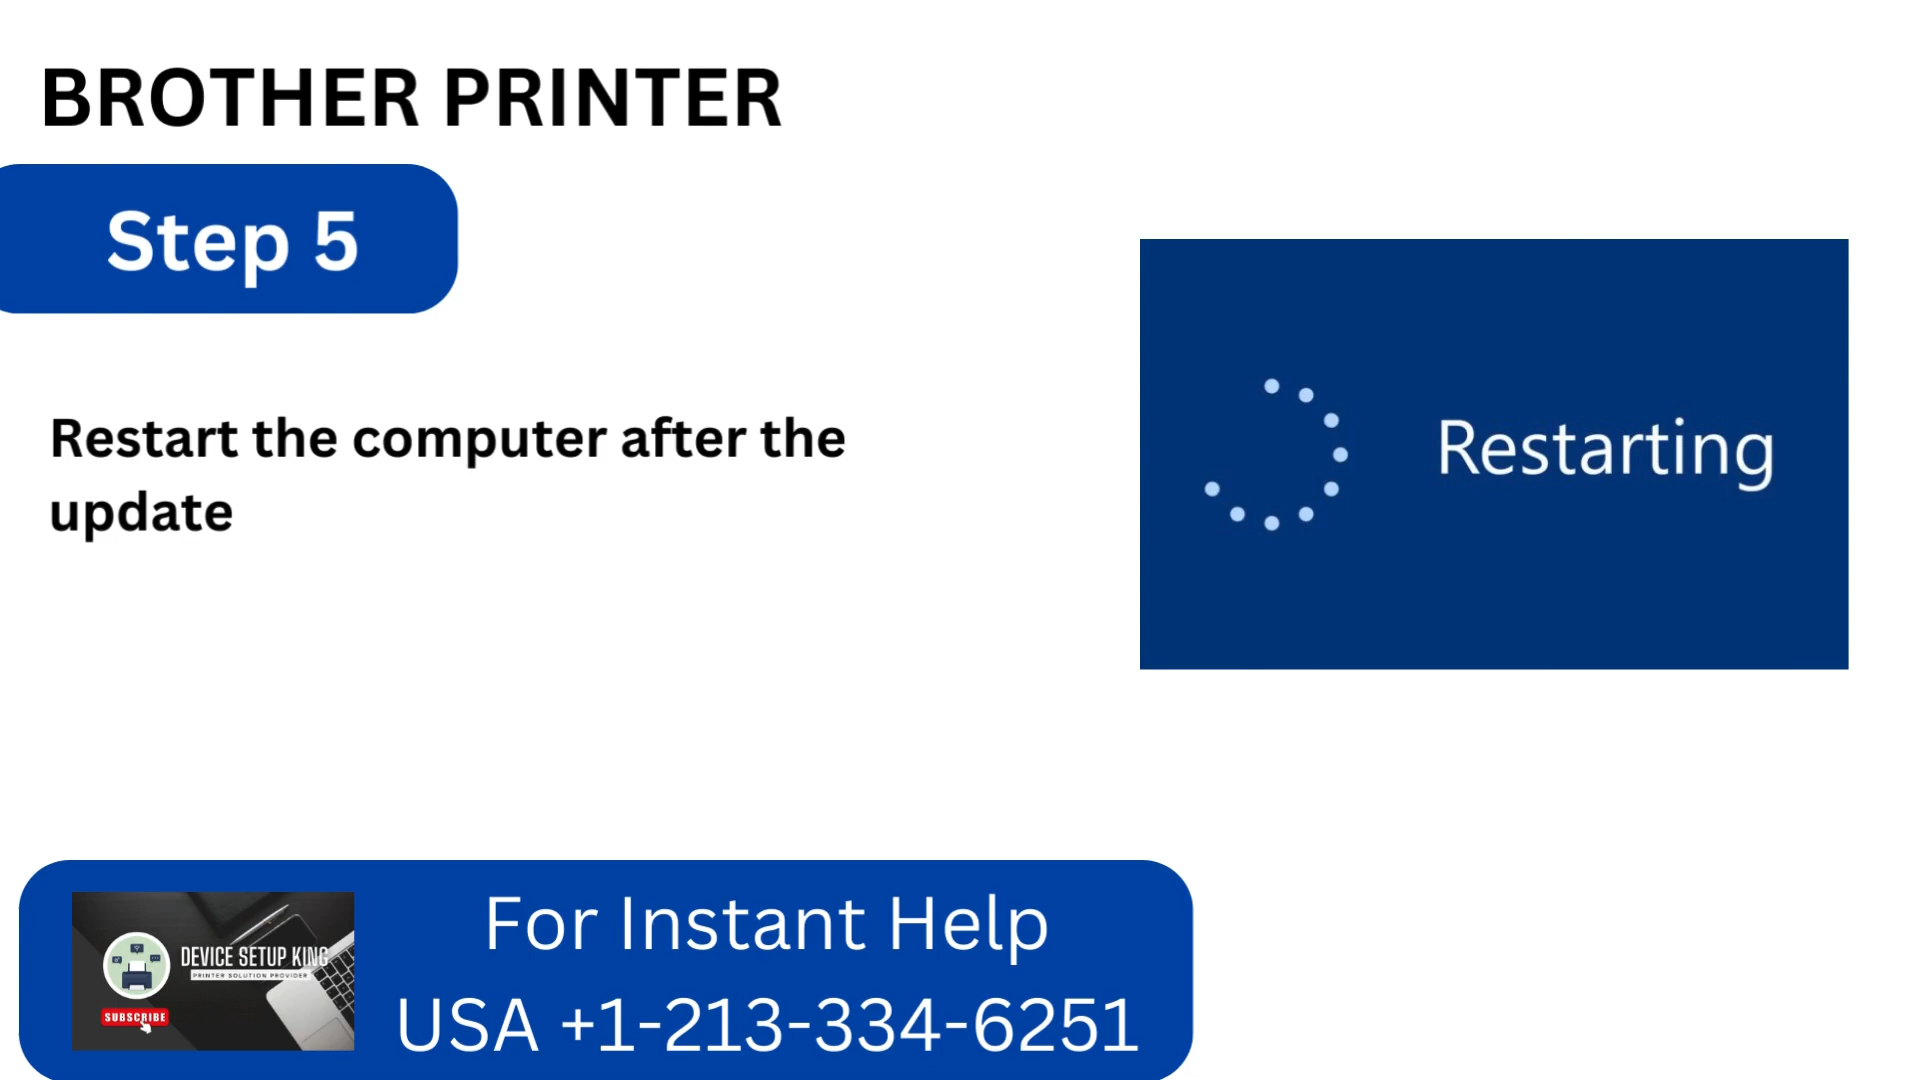 BROTHER PRINTER
Step 5
Restart the computer after the
update
Restarting
For Instant Help
USA +1-213-334-6251
DEVICE SETUP KING
PRINTER SOLUTION PROVIDER
SUBSCRIBE